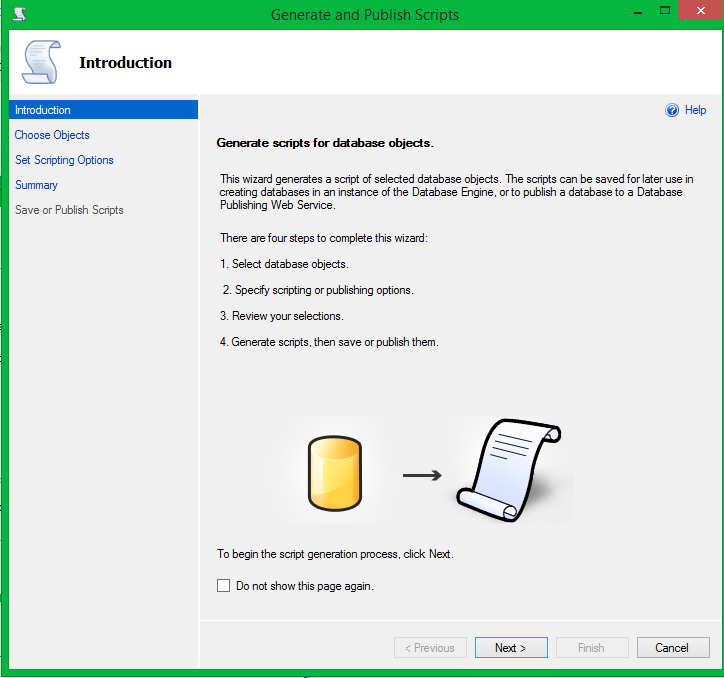 Generate and Publish Scripts
Introduction
Introduction
Choose Objects
Set Scripting Options
Summary
Save or Publish Scripts
Help
Generate scripts for database objects.
This wizard generates a script of selected database objects. The scripts can be saved for later use in
creating databases in an instance of the Database Engine, or to publish a database to a Database
Publishing Web Service.
There are four steps to complete this wizard:
1. Select database objects.
2. Specify scripting or publishing options.
3. Review your selections.
4. Generate scripts, then save or publish them.
To begin the script generation process, click Next.
Do not show this page again.
< Previous
Next >
Finish
Cancel